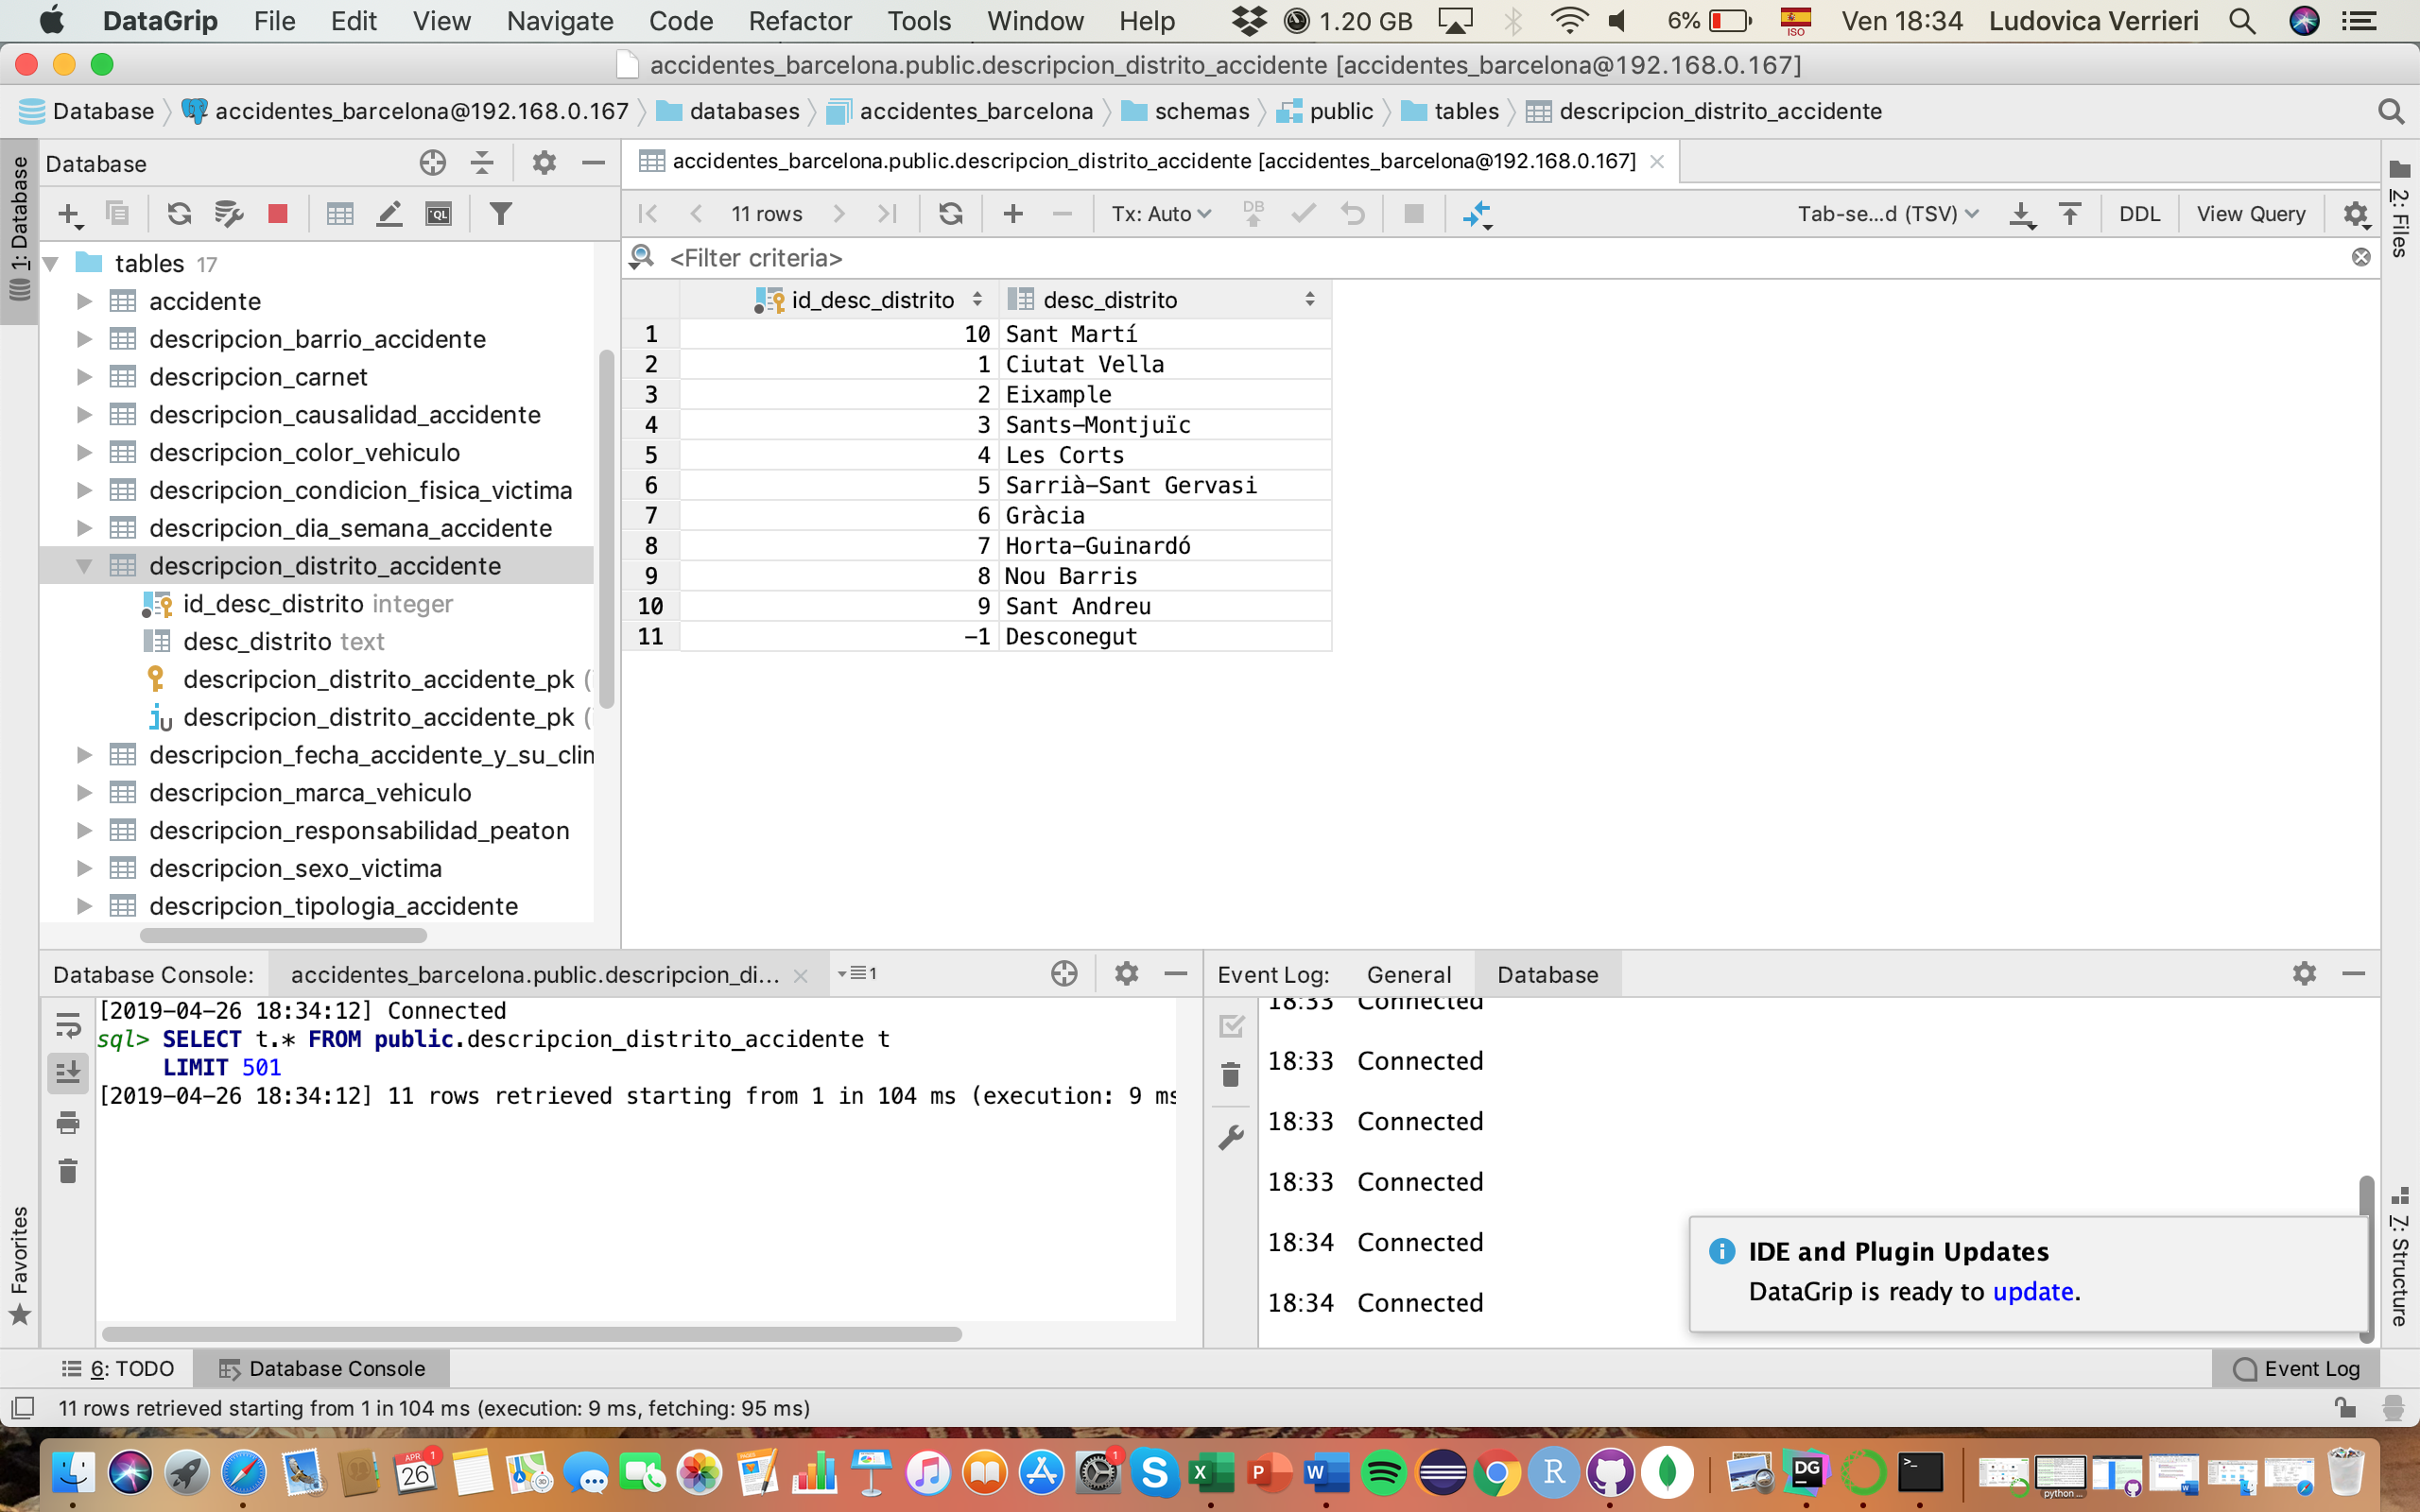 DataGrip File Edit View Navigate Code Refactor Tools Window Help 1.20 GB 6% ISO Ven 18:34 Ludovica Verrieri
accidentes_barcelona.public.descripcion_distrito_accidente [accidentes_barcelona@192.168.0.167]
Database accidentes_barcelona@192.168.0.167 databases accidentes_barcelona schemas public tables descripcion_distrito_accidente
1: Database
Favorites
Database
QL
tables 17
accidente
descripcion_barrio_accidente
descripcion_carnet
descripcion_causalidad_accidente
descripcion_color_vehiculo
descripcion_condicion_fisica_victima
descripcion_dia_semana_accidente
descripcion_distrito_accidente
id_desc_distrito integer
desc_distrito text
descripcion_distrito_accidente_pk (
descripcion_distrito_accidente_pk (
descripcion_fecha_accidente_y_su_clin
descripcion_marca_vehiculo
descripcion_responsabilidad_peaton
descripcion_sexo_victima
descripcion_tipologia_accidente
accidentes_barcelona.public.descripcion_distrito_accidente [accidentes_barcelona@192.168.0.167]
11 rows Tx: Auto DB Tab-se...d (TSV) DDL View Query
<Filter criteria>
id_desc_distrito desc_distrito
1 10 Sant Martí
2 1 Ciutat Vella
3 2 Eixample
4 3 Sants-Montjuïc
5 4 Les Corts
6 5 Sarrià-Sant Gervasi
7 6 Gràcia
8 7 Horta-Guinardó
9 8 Nou Barris
10 9 Sant Andreu
11 -1 Desconegut
2: Files
7: Structure
Database Console: accidentes_barcelona.public.descripcion_di... 1
[2019-04-26 18:34:12] Connected
sql> SELECT t.* FROM public.descripcion_distrito_accidente t
LIMIT 501
[2019-04-26 18:34:12] 11 rows retrieved starting from 1 in 104 ms (execution: 9 ms
Event Log: General Database
18:33 Connected
18:33 Connected
18:33 Connected
18:33 Connected
18:34 Connected
18:34 Connected
IDE and Plugin Updates
DataGrip is ready to update.
6: TODO Database Console Event Log
11 rows retrieved starting from 1 in 104 ms (execution: 9 ms, fetching: 95 ms)
APR 26 1 1 S X P W R DG >_ python ...